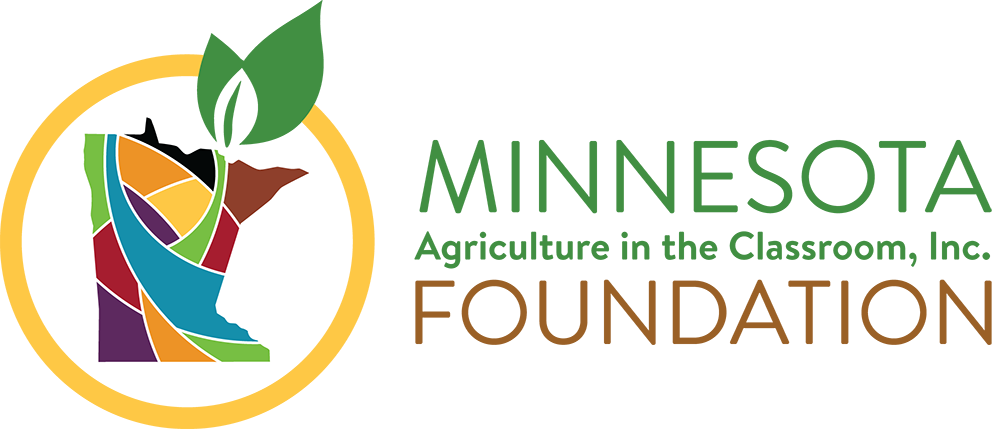 MINNESOTA
Agriculture in the Classroom, Inc.
FOUNDATION